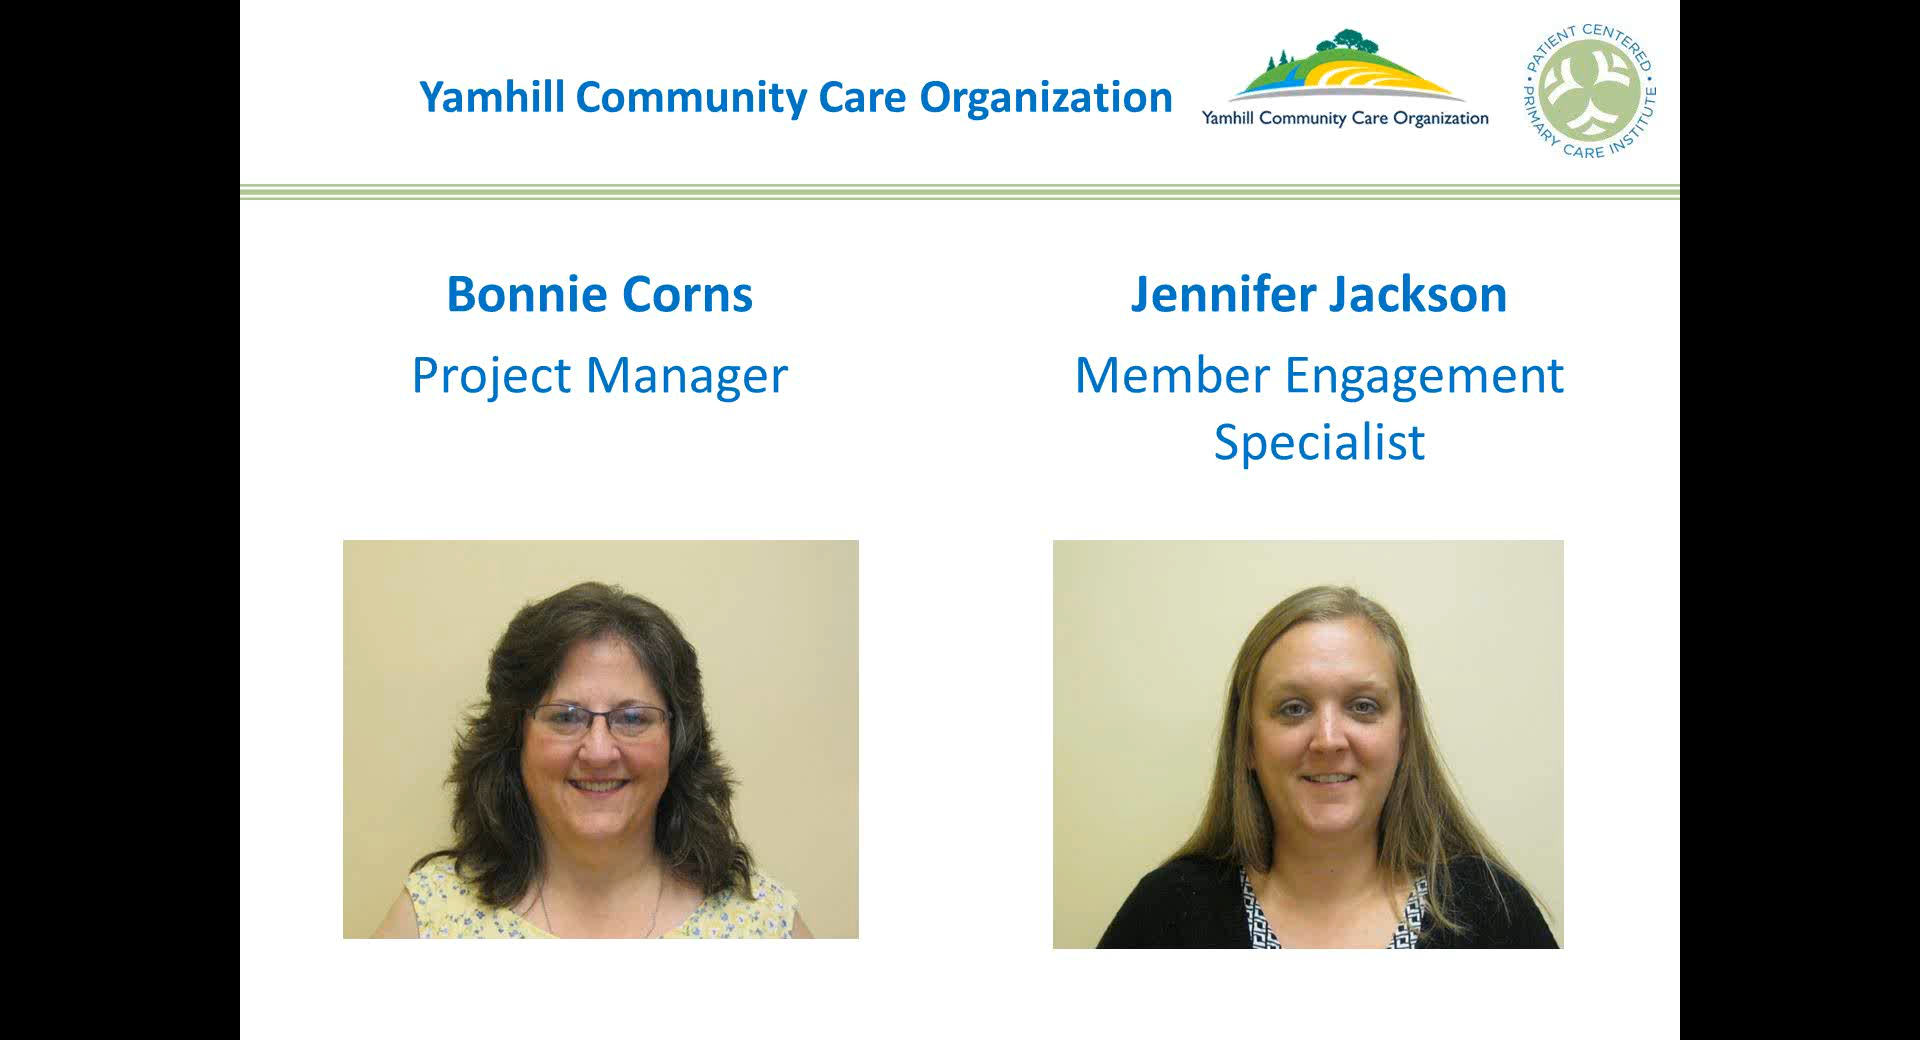 Yamhill Community Care Organization
Yamhill Community Care Organization
PATIENT CENTERED
PRIMARY CARE INSTITUTE
Bonnie Corns
Project Manager
Jennifer Jackson
Member Engagement
Specialist